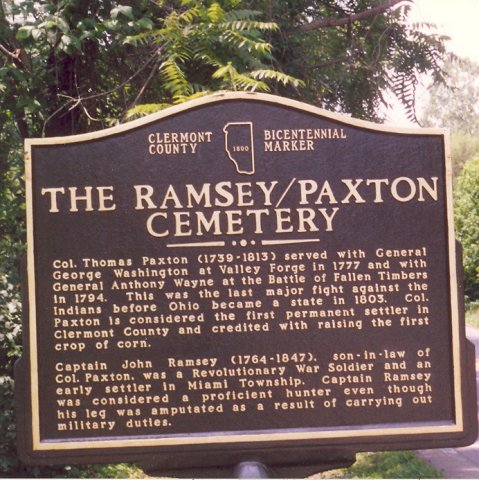 CLERMONT COUNTY
1800
BICENTENNIAL MARKER
THE RAMSEY/PAXTON
CEMETERY
Col. Thomas Paxton (1739-1813) served with General
George Washington at Valley Forge in 1777 and with
General Anthony Wayne at the Battle of Fallen Timbers
in 1794. This was the last major fight against the
Indians before Ohio became a state in 1803. Col.
Paxton is considered the first permanent settler in
Clermont County and credited with raising the first
crop of corn.
Captain John Ramsey (1764-1847), son-in-law of
Col. Paxton, was a Revolutionary War Soldier and an
early settler in Miami Township. Captain Ramsey
was considered a proficient hunter even though
his leg was amputated as a result of carrying out
military duties.